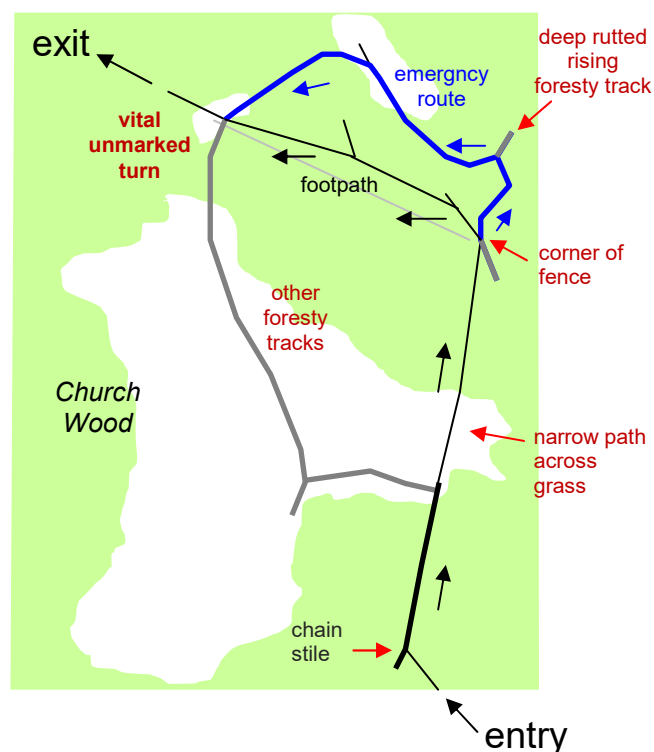 exit
deep rutted
rising
foresty track
emergncy
route
vital
unmarked
turn
footpath
corner of
fence
other
foresty
tracks
Church
Wood
narrow path
across
grass
chain
stile
entry